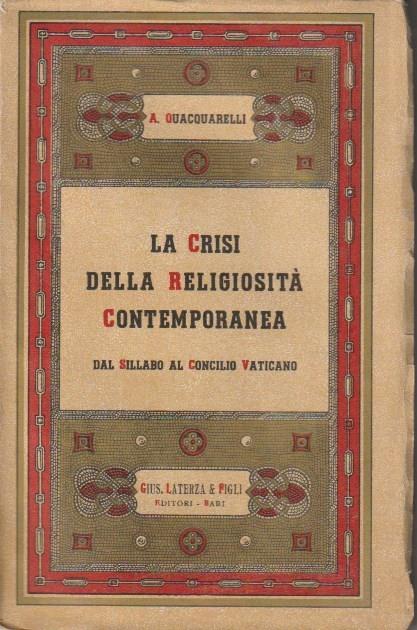 A. QUACQUARELLI
LA CRISI
DELLA RELIGIOSITÀ
CONTEMPORANEA
DAL SILLABO AL CONCILIO VATICANO
GIUS. LATERZA & FIGLI
EDITORI - BARI